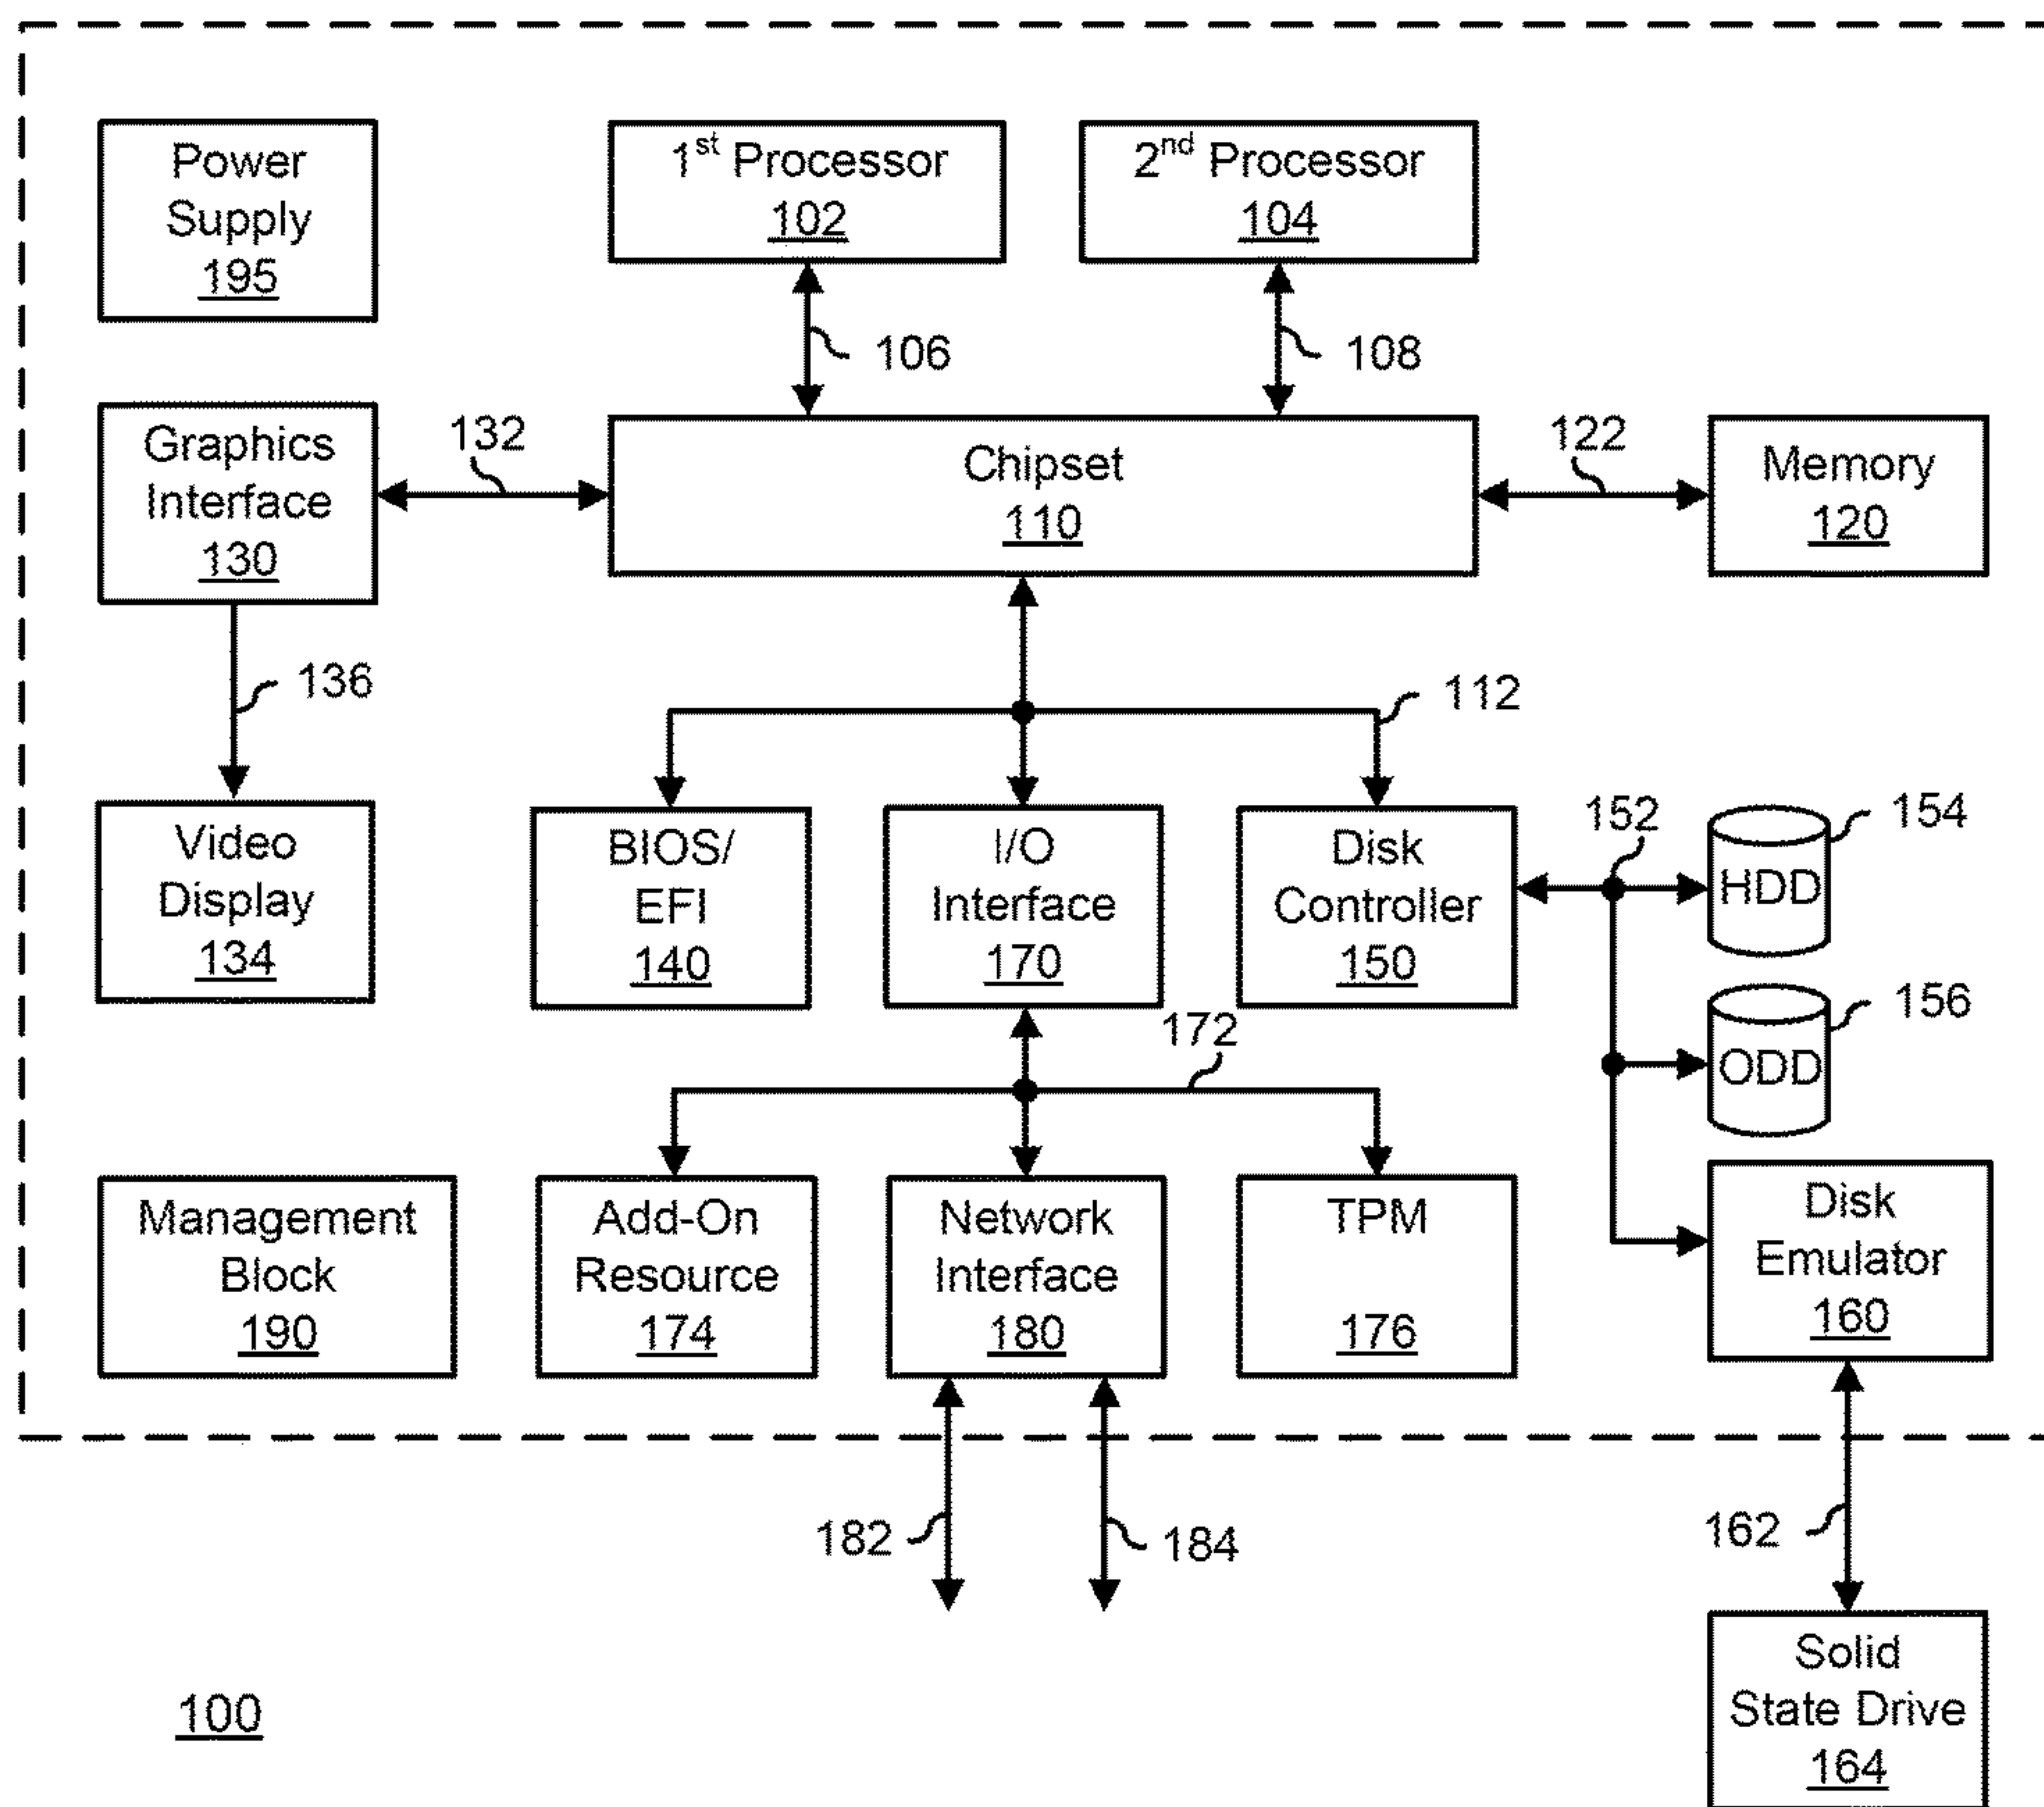 Power
Supply
195
1st Processor
102
2nd Processor
104
106
108
Graphics
Interface
130
132
Chipset
110
122
Memory
120
136
112
Video
Display
134
BIOS/
EFI
140
I/O
Interface
170
Disk
Controller
150
152
HDD
154
172
ODD
156
Management
Block
190
Add-On
Resource
174
Network
Interface
180
TPM
176
Disk
Emulator
160
182
184
162
100
Solid
State Drive
164